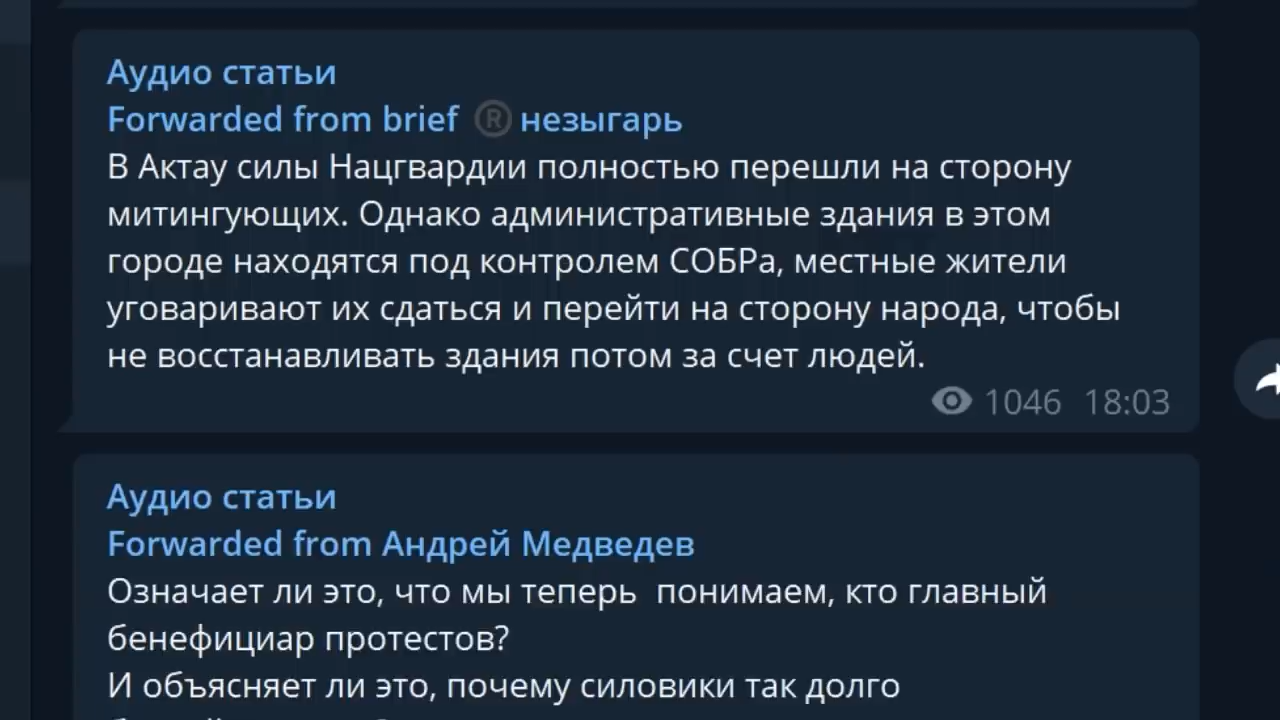 Аудио статьи
Forwarded from brief ® незыгарь
В Актау силы Нацгвардии полностью перешли на сторону
митингующих. Однако административные здания в этом
городе находятся под контролем СОБРа, местные жители
уговаривают их сдаться и перейти на сторону народа, чтобы
не восстанавливать здания потом за счет людей.
1046 18:03
Аудио статьи
Forwarded from Андрей Медведев
Означает ли это, что мы теперь  понимаем, кто главный
бенефициар протестов?
И объясняет ли это, почему силовики так долго